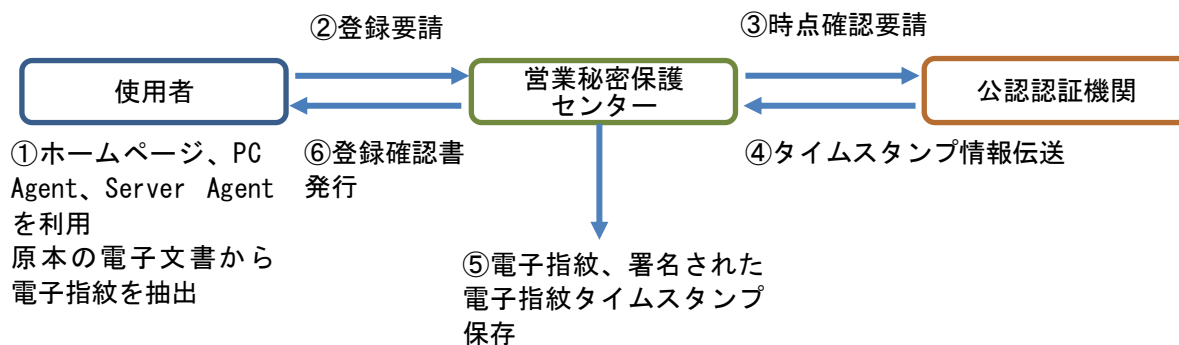 ②登録要請
③時点確認要請
使用者
営業秘密保護
センター
公認認証機関
①ホームページ、PC
Agent、Server Agent
を利用
原本の電子文書から
電子指紋を抽出
⑥登録確認書
発行
④タイムスタンプ情報伝送
⑤電子指紋、署名された
電子指紋タイムスタンプ
保存